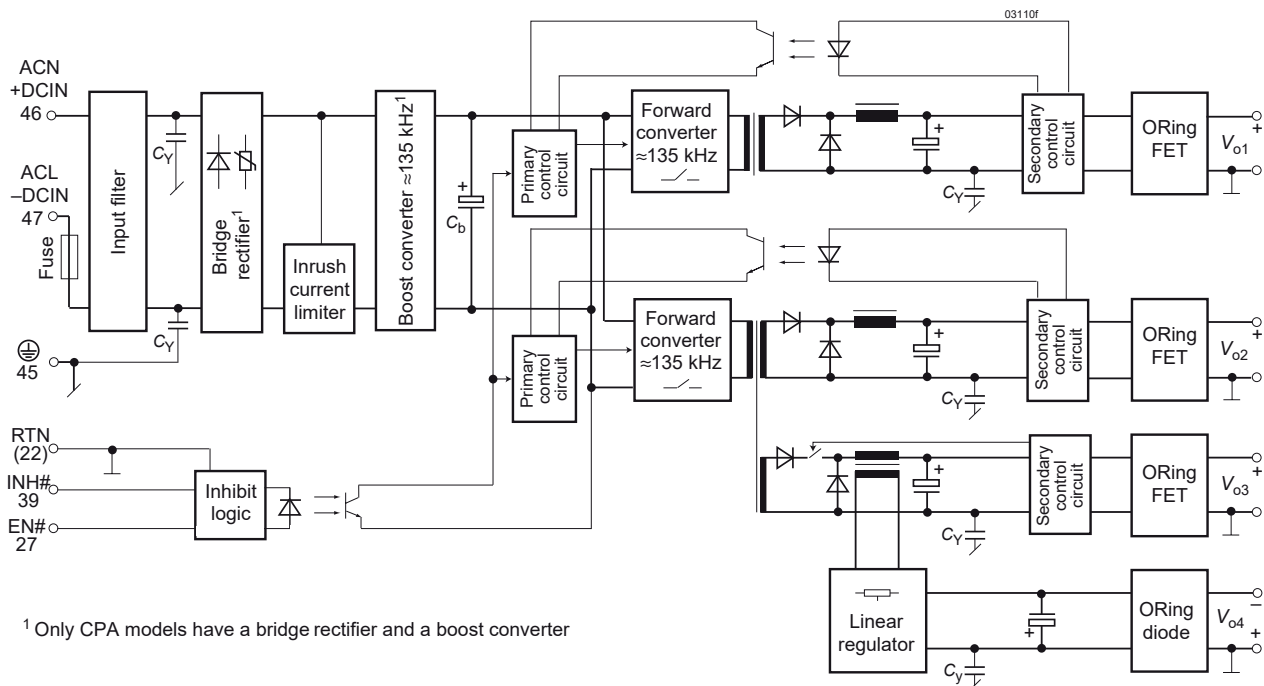 03110f
ACN
+DCIN
46
ACL
–DCIN
47
Fuse
45
Input filter
CY
CY
Bridge
rectifier1
Inrush
current
limiter
Boost converter ≈135 kHz1
+
Cb
Primary
control
circuit
Forward
converter
≈135 kHz
+
CY
Secondary
control
circuit
ORing
FET
Vo1
+
Primary
control
circuit
Forward
converter
≈135 kHz
+
CY
Secondary
control
circuit
ORing
FET
Vo2
+
RTN
(22)
INH#
39
EN#
27
Inhibit
logic
+
CY
Secondary
control
circuit
ORing
FET
Vo3
+
Linear
regulator
+
Cy
ORing
diode
Vo4
–
+
1 Only CPA models have a bridge rectifier and a boost converter